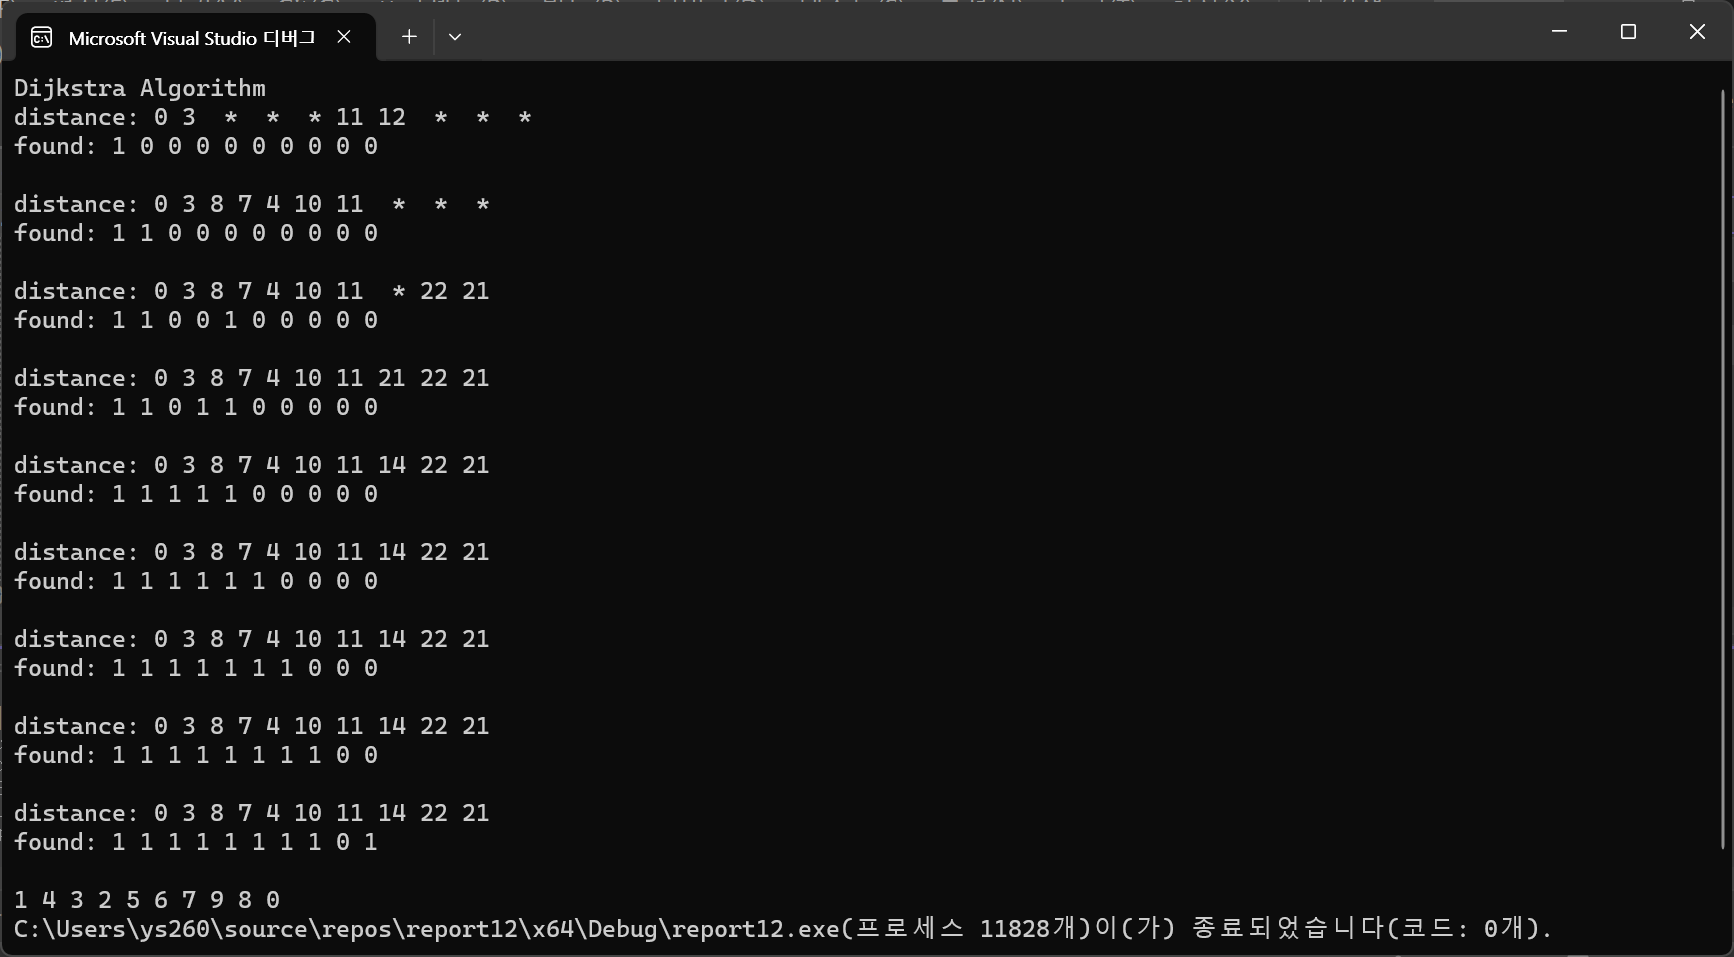 Microsoft Visual Studio 디버그
Dijkstra Algorithm
distance: 0 3  *  *  * 11 12  *  *  *
found: 1 0 0 0 0 0 0 0 0 0
distance: 0 3 8 7 4 10 11  *  *  *
found: 1 1 0 0 0 0 0 0 0 0
distance: 0 3 8 7 4 10 11  * 22 21
found: 1 1 0 0 1 0 0 0 0 0
distance: 0 3 8 7 4 10 11 21 22 21
found: 1 1 0 1 1 0 0 0 0 0
distance: 0 3 8 7 4 10 11 14 22 21
found: 1 1 1 1 1 0 0 0 0 0
distance: 0 3 8 7 4 10 11 14 22 21
found: 1 1 1 1 1 1 0 0 0 0
distance: 0 3 8 7 4 10 11 14 22 21
found: 1 1 1 1 1 1 1 0 0 0
distance: 0 3 8 7 4 10 11 14 22 21
found: 1 1 1 1 1 1 1 1 0 0
distance: 0 3 8 7 4 10 11 14 22 21
found: 1 1 1 1 1 1 1 1 0 1
1 4 3 2 5 6 7 9 8 0
C:\Users\ys260\source\repos\report12\x64\Debug\report12.exe(프로세스 11828개)이(가) 종료되었습니다(코드: 0개).